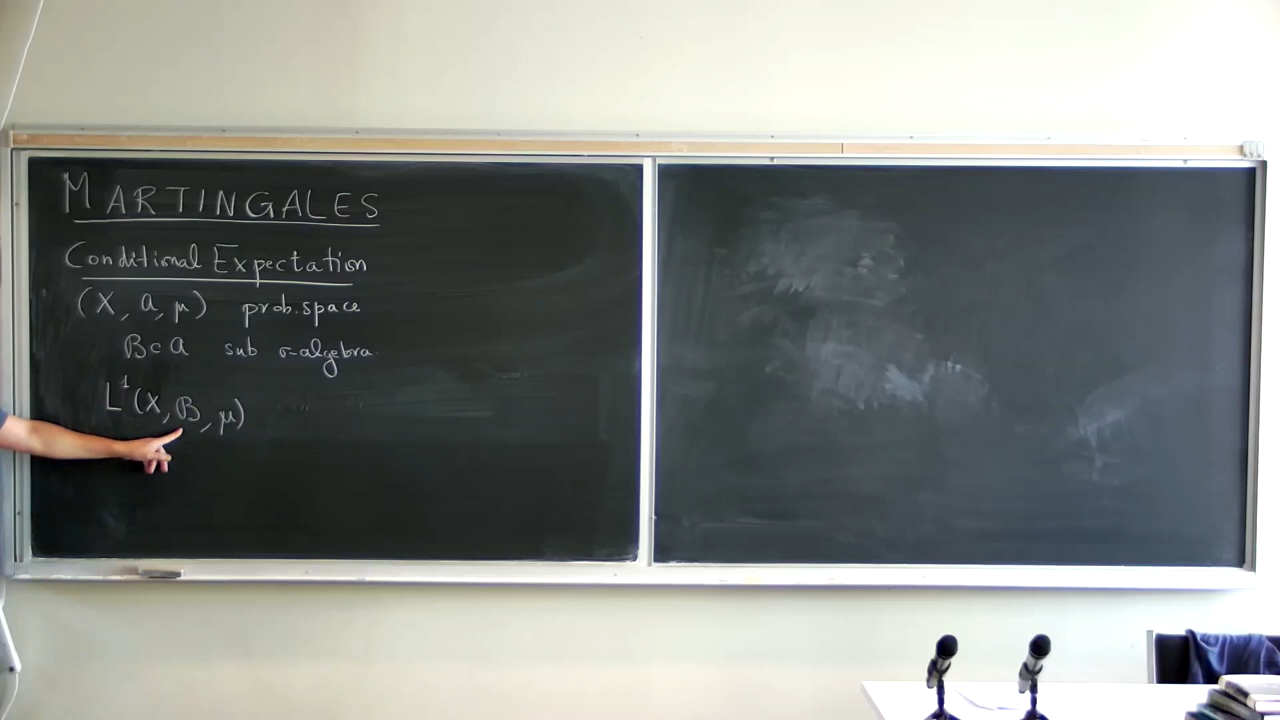 MARTINGALES
Conditional Expectation
(X, a, μ) prob. space
B ⊂ a sub σ-algebra.
L¹(X, B, μ)